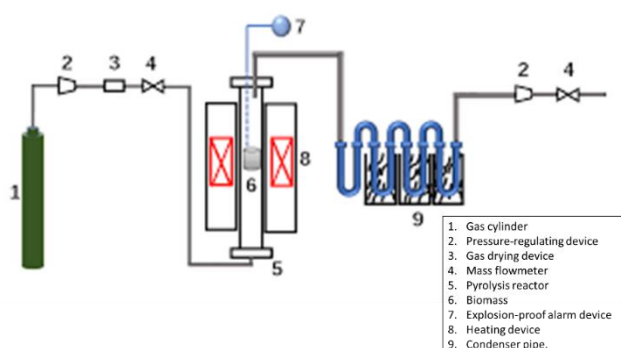 7
2 3 4
2 4
1
6
8
5
9
1. Gas cylinder
2. Pressure-regulating device
3. Gas drying device
4. Mass flowmeter
5. Pyrolysis reactor
6. Biomass
7. Explosion-proof alarm device
8. Heating device
9. Condenser pipe.